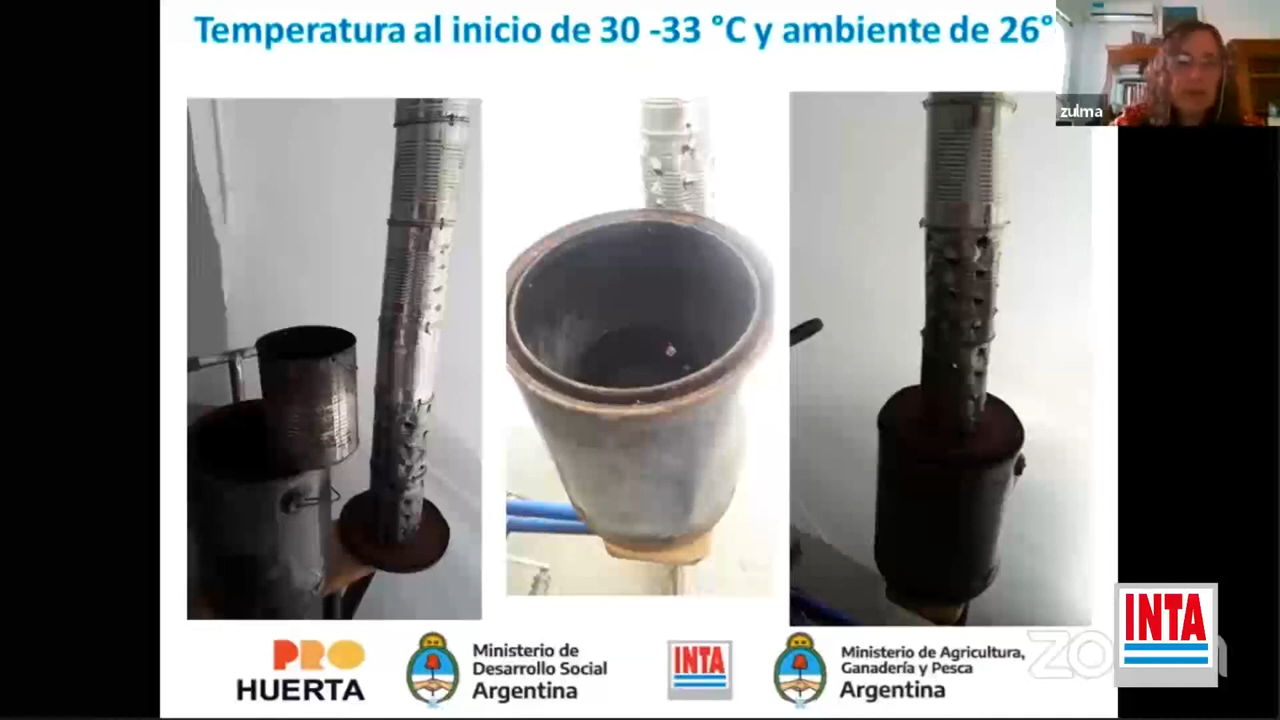 Temperatura al inicio de 30 -33 °C y ambiente de 26°
zulma
PRO
HUERTA
Ministerio de
Desarrollo Social
Argentina
INTA
Ministerio de Agricultura,
Ganadería y Pesca
Argentina
INTA